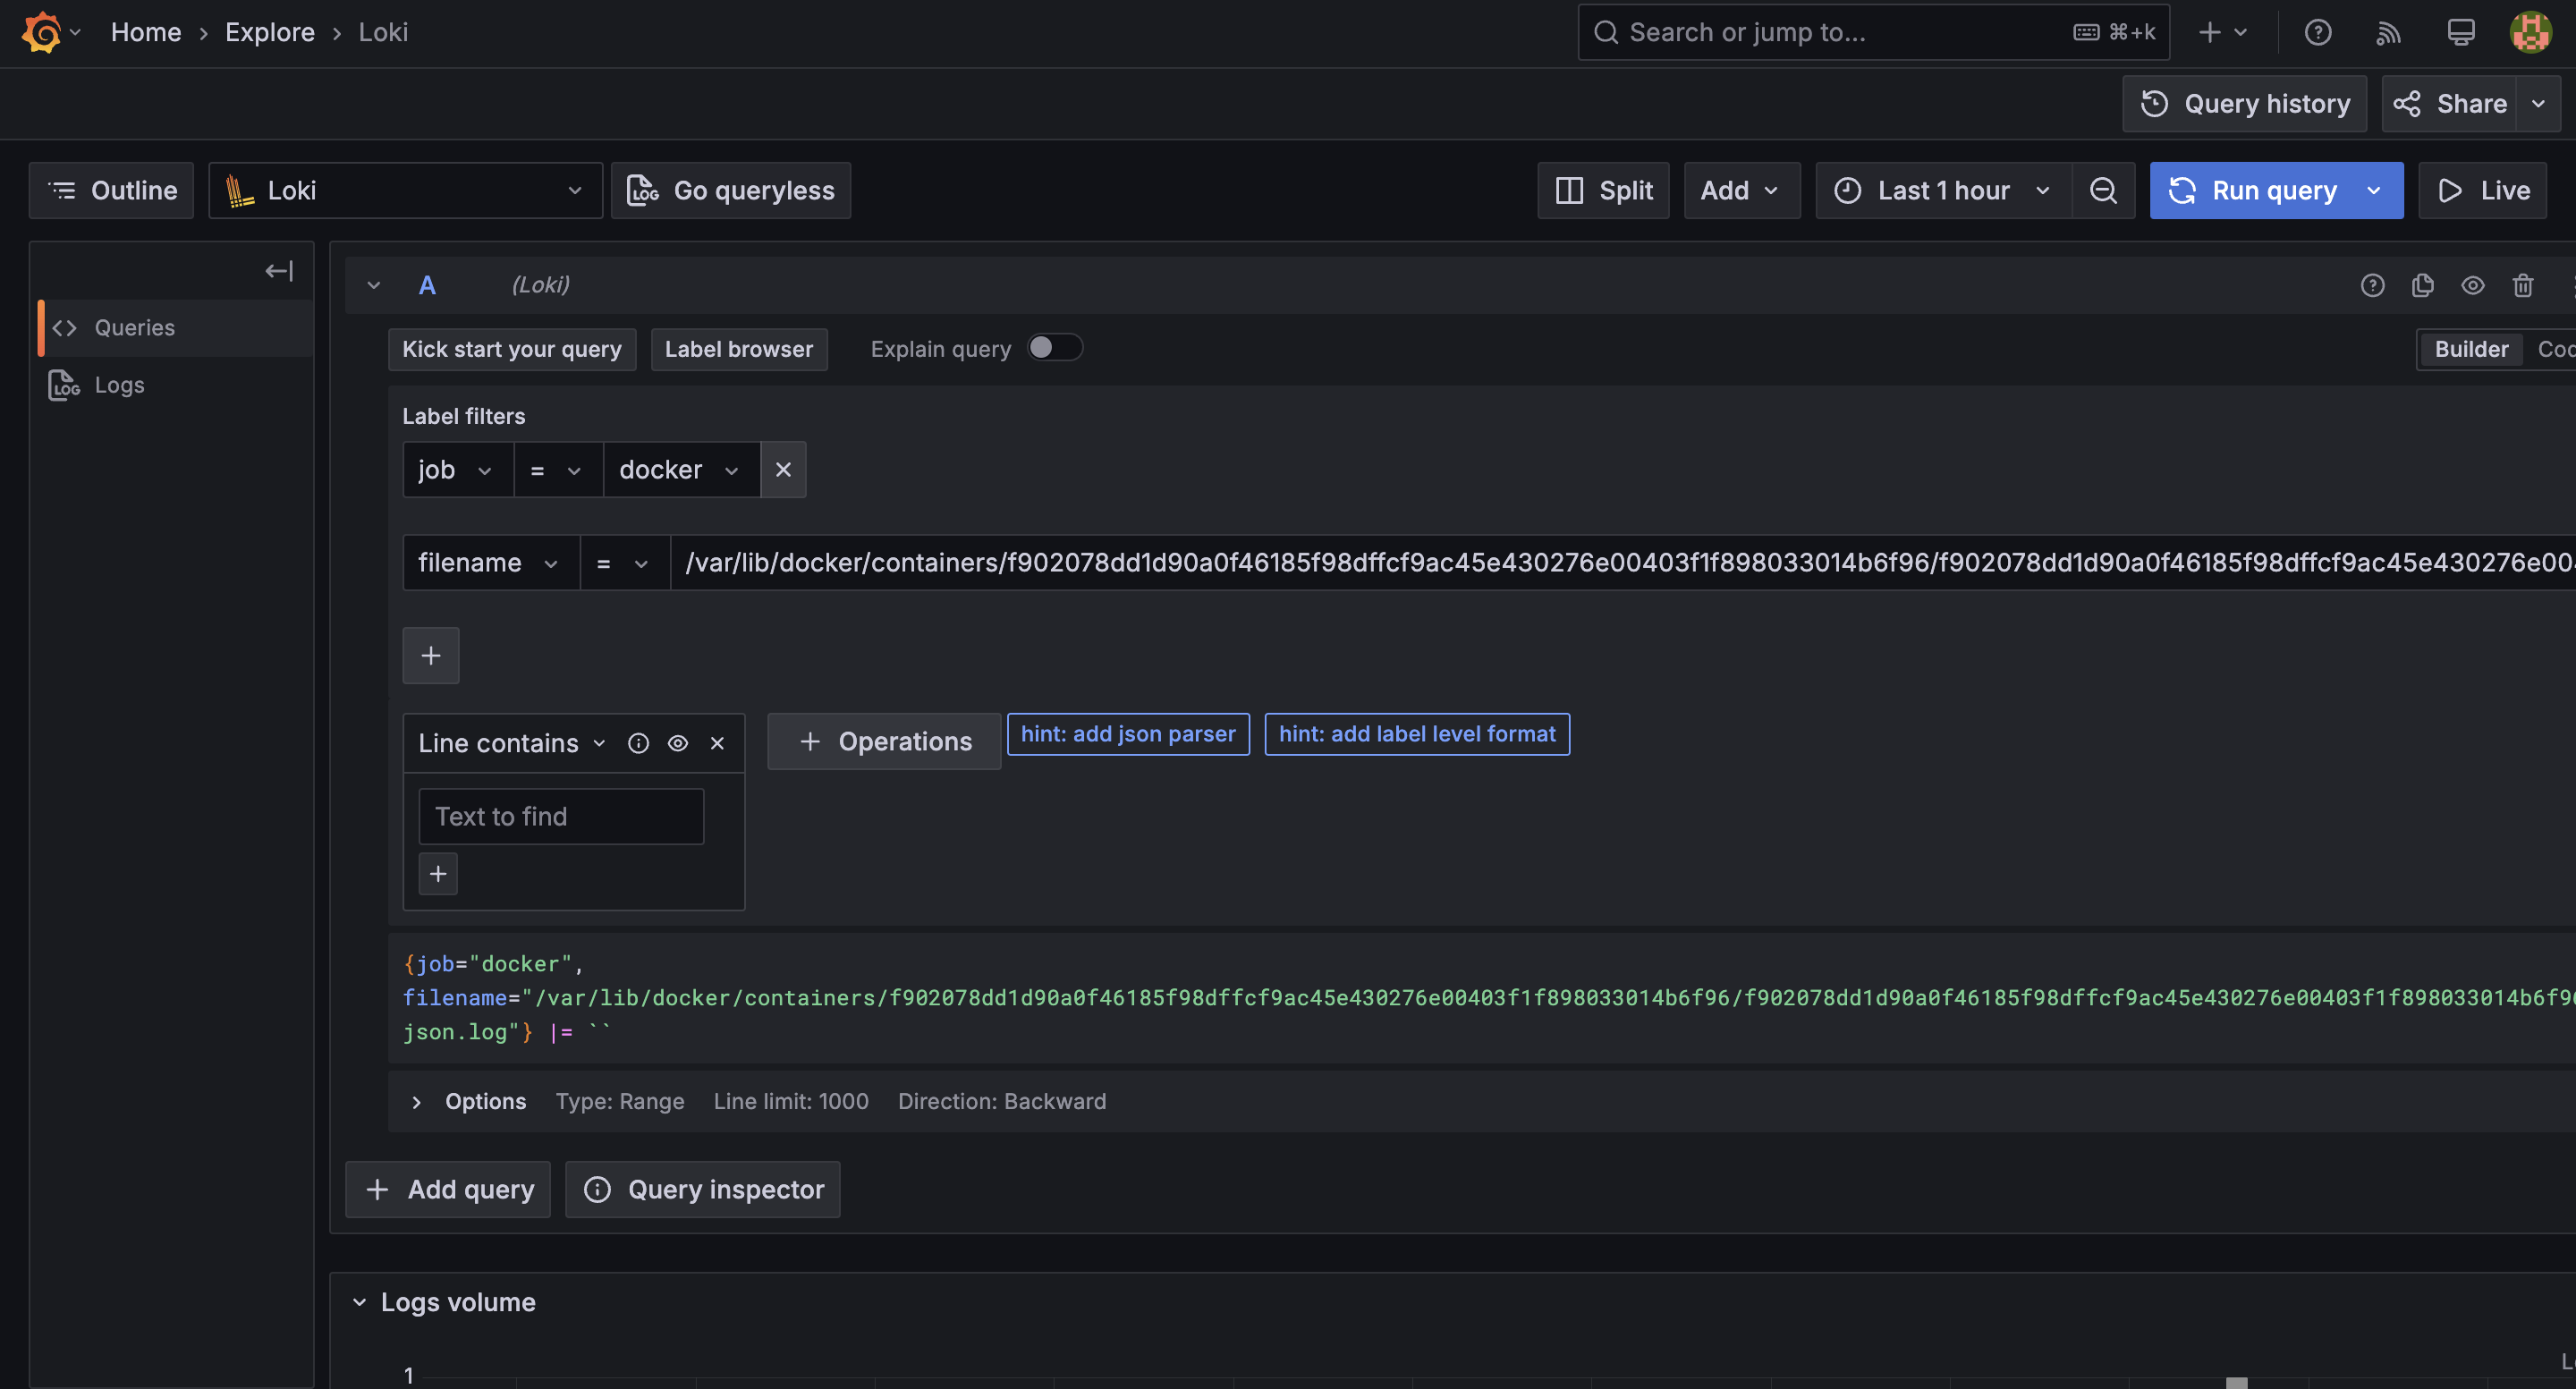 Home › Explore › Loki
Search or jump to...
⌘+k
Query history
Share
Outline
Loki
Go queryless
Split
Add
Last 1 hour
Run query
Live
Queries
Logs
A (Loki)
Kick start your query
Label browser
Explain query
Builder
Label filters
job = docker
filename = /var/lib/docker/containers/f902078dd1d90a0f46185f98dffcf9ac45e430276e00403f1f898033014b6f96/f902078dd1d90a0f46185f98dffcf9ac45e430276e00
Line contains
+ Operations
hint: add json parser
hint: add label level format
Text to find
{job="docker",
filename="/var/lib/docker/containers/f902078dd1d90a0f46185f98dffcf9ac45e430276e00403f1f898033014b6f96/f902078dd1d90a0f46185f98dffcf9ac45e430276e00403f1f898033014b6f9
json.log"} |= ``
Options Type: Range Line limit: 1000 Direction: Backward
+ Add query
Query inspector
Logs volume
1